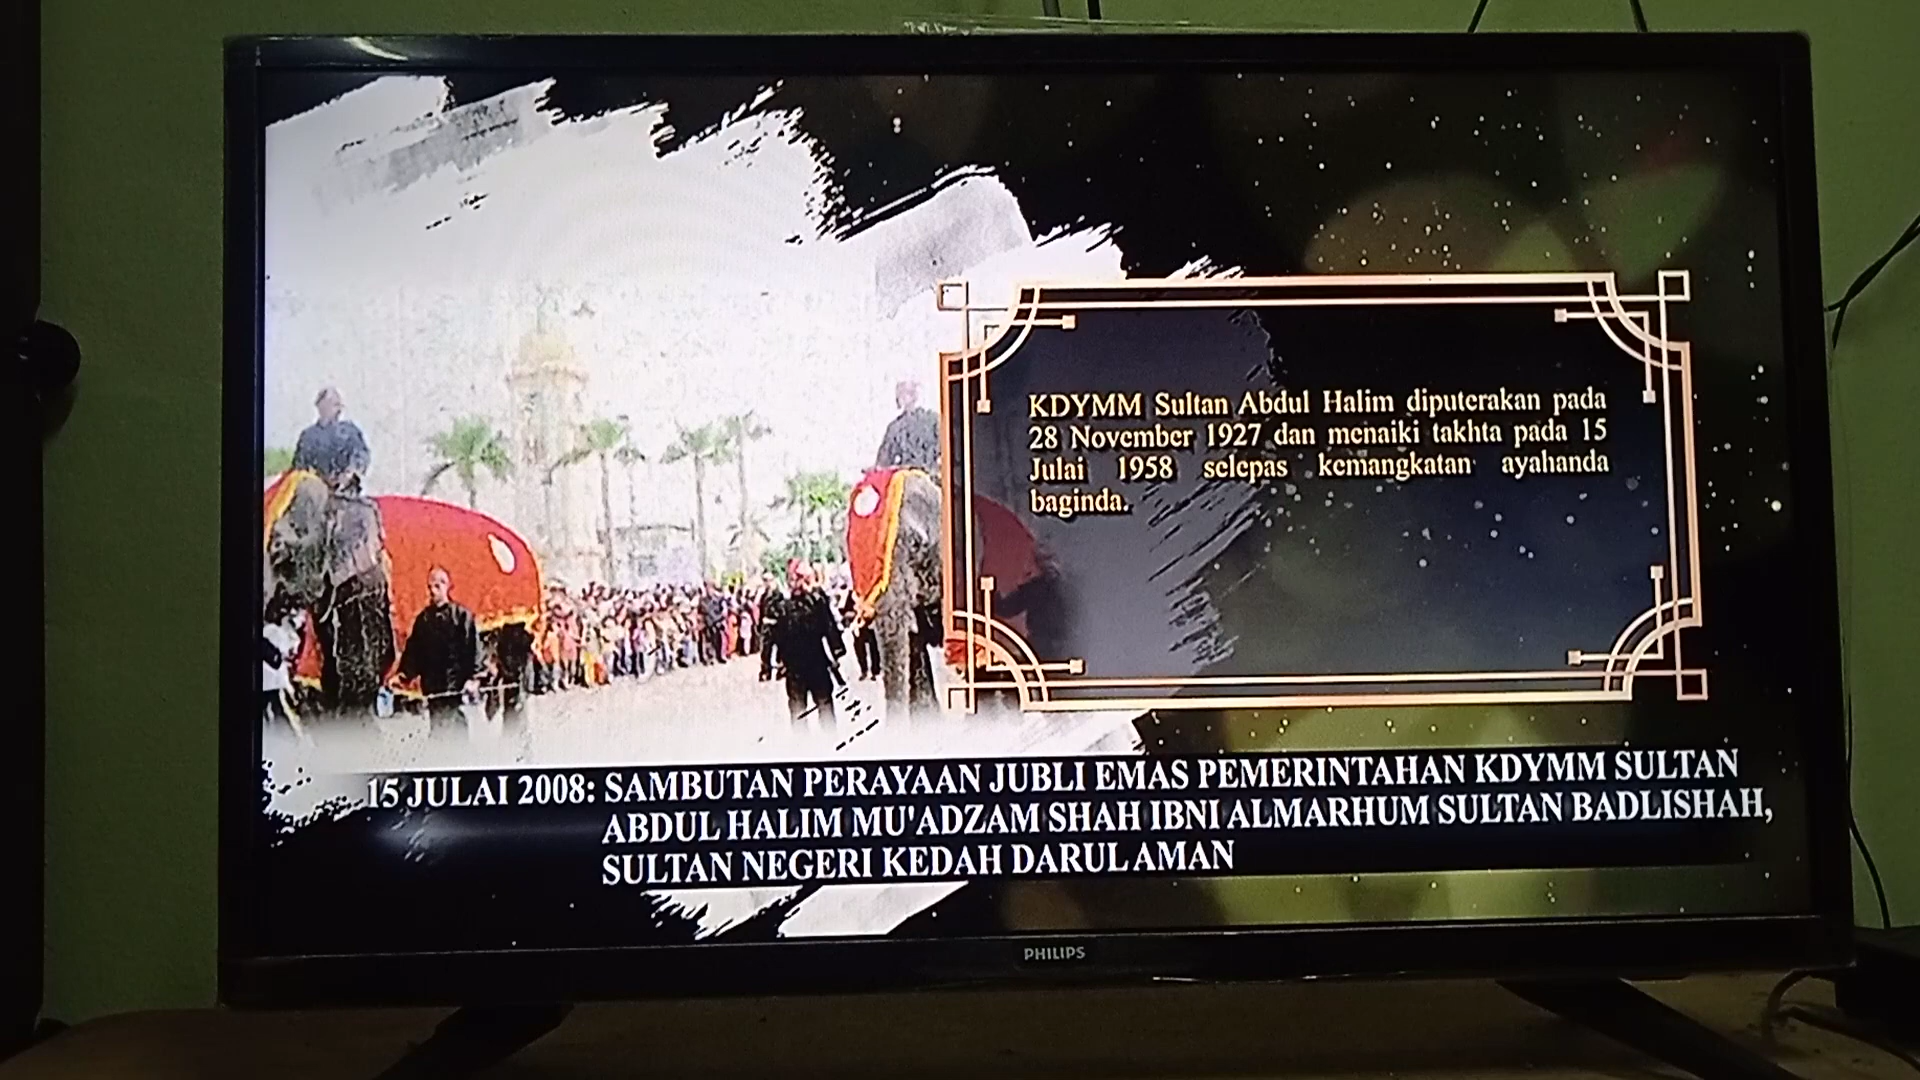 KDYMM Sultan Abdul Halim diputerakan pada
28 November 1927 dan menaiki takhta pada 15
Julai 1958 selepas kemangkatan ayahanda
baginda.
15 JULAI 2008: SAMBUTAN PERAYAAN JUBLI EMAS PEMERINTAHAN KDYMM SULTAN
ABDUL HALIM MU'ADZAM SHAH IBNI ALMARHUM SULTAN BADLISHAH,
SULTAN NEGERI KEDAH DARUL AMAN
PHILIPS